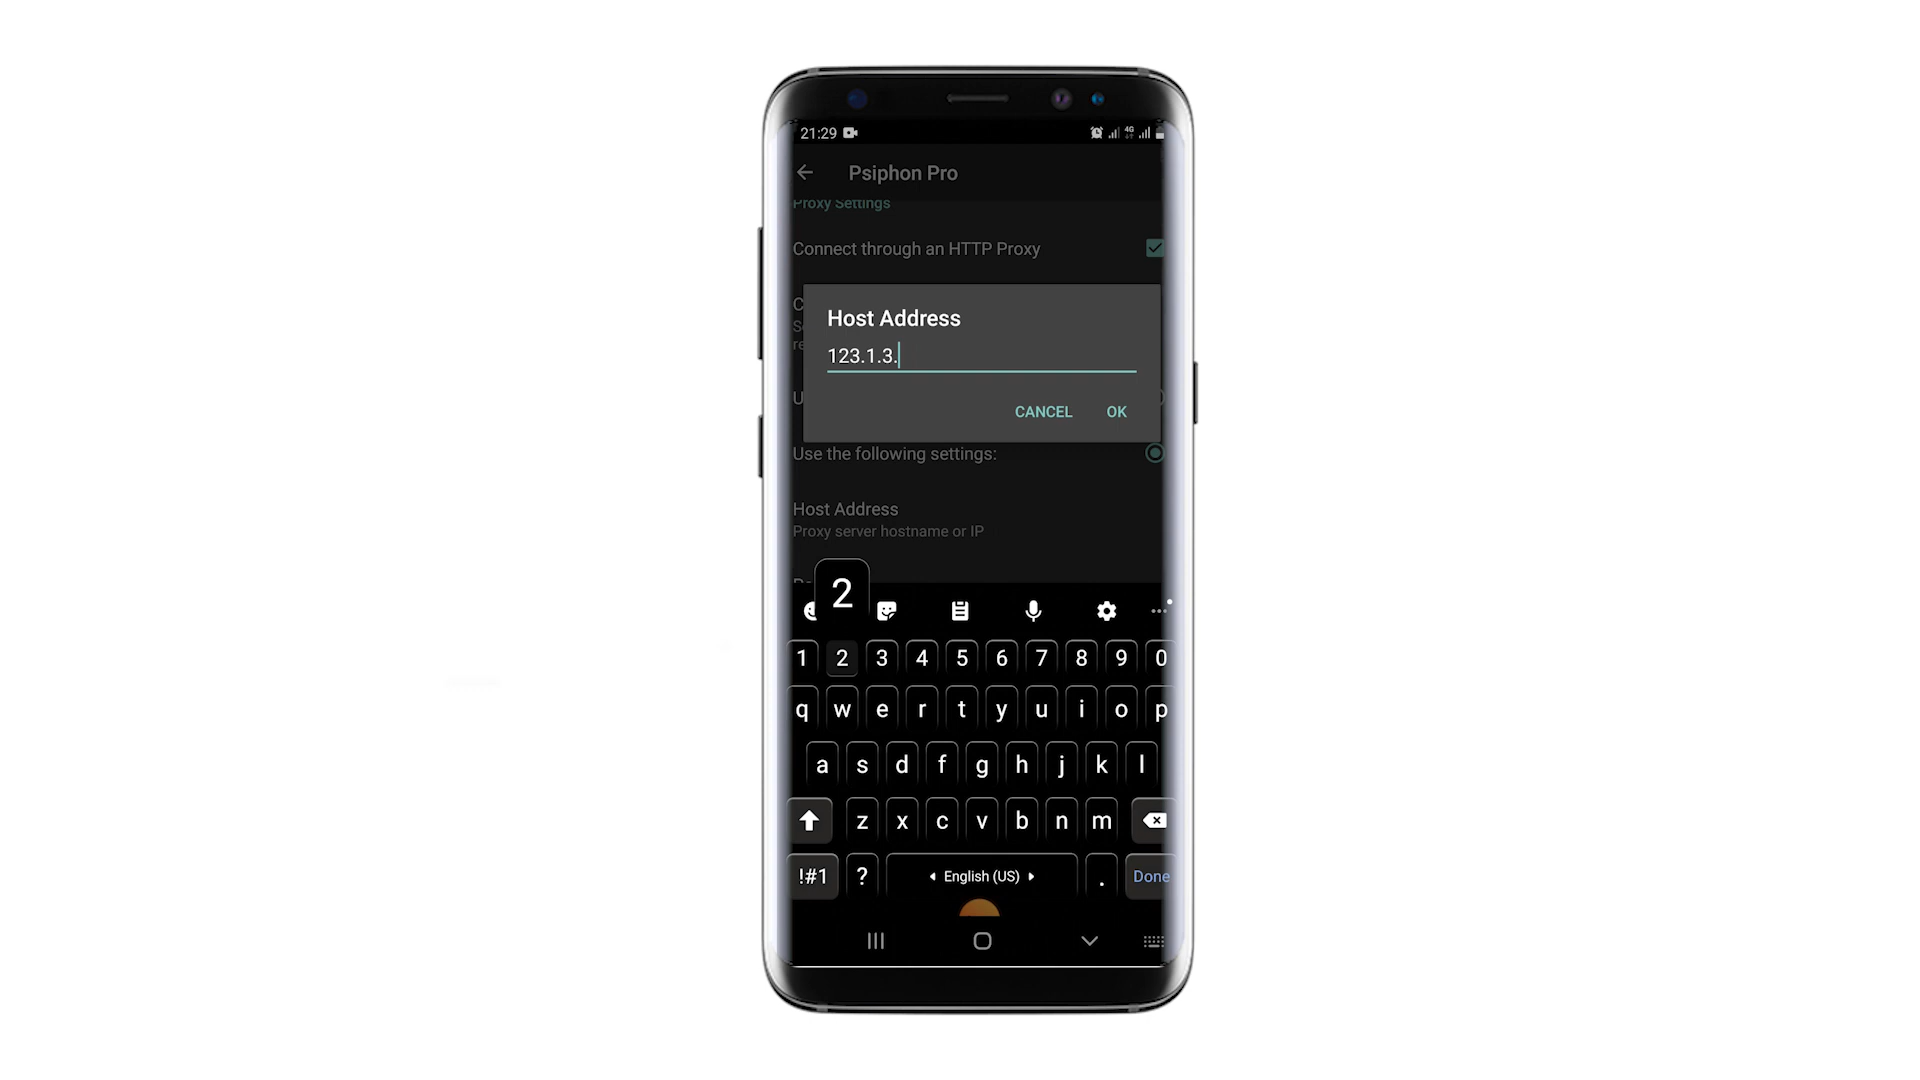 21:29
4G
Psiphon Pro
Proxy Settings
Connect through an HTTP Proxy
Host Address
123.1.3.
CANCEL OK
Use the following settings:
Host Address
Proxy server hostname or IP
2
1 2 3 4 5 6 7 8 9 0
q w e r t y u i o p
a s d f g h j k l
z x c v b n m
!#1 ? English (US) . Done